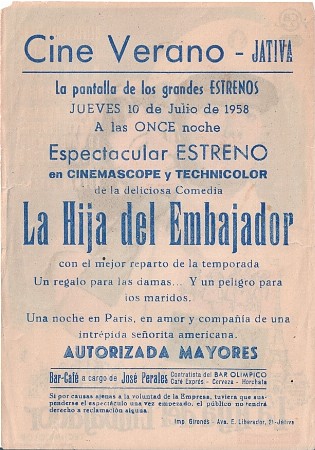 Cine Verano - JATIVA
La pantalla de los grandes ESTRENOS
JUEVES 10 de Julio de 1958
A las ONCE noche
Espectacular ESTRENO
en CINEMASCOPE y TECHNICOLOR
de la deliciosa Comedia
La Hija del Embajador
con el mejor reparto de la temporada
Un regalo para las damas... Y un peligro para
los maridos.
Una noche en París, en amor y compañía de una
intrépida señorita americana.
AUTORIZADA MAYORES
Bar-Café a cargo de José Perales Contratista del BAR OLIMPICO
Café Exprés - Cerveza - Horchata
Si por causas ajenas a la voluntad de la Empresa, tuviera que sus-
penderse el espectáculo una vez empezado, el público no tendrá
derecho a reclamación alguna
Imp. Gironés - Ava. E. Liberador, 21-Játiva